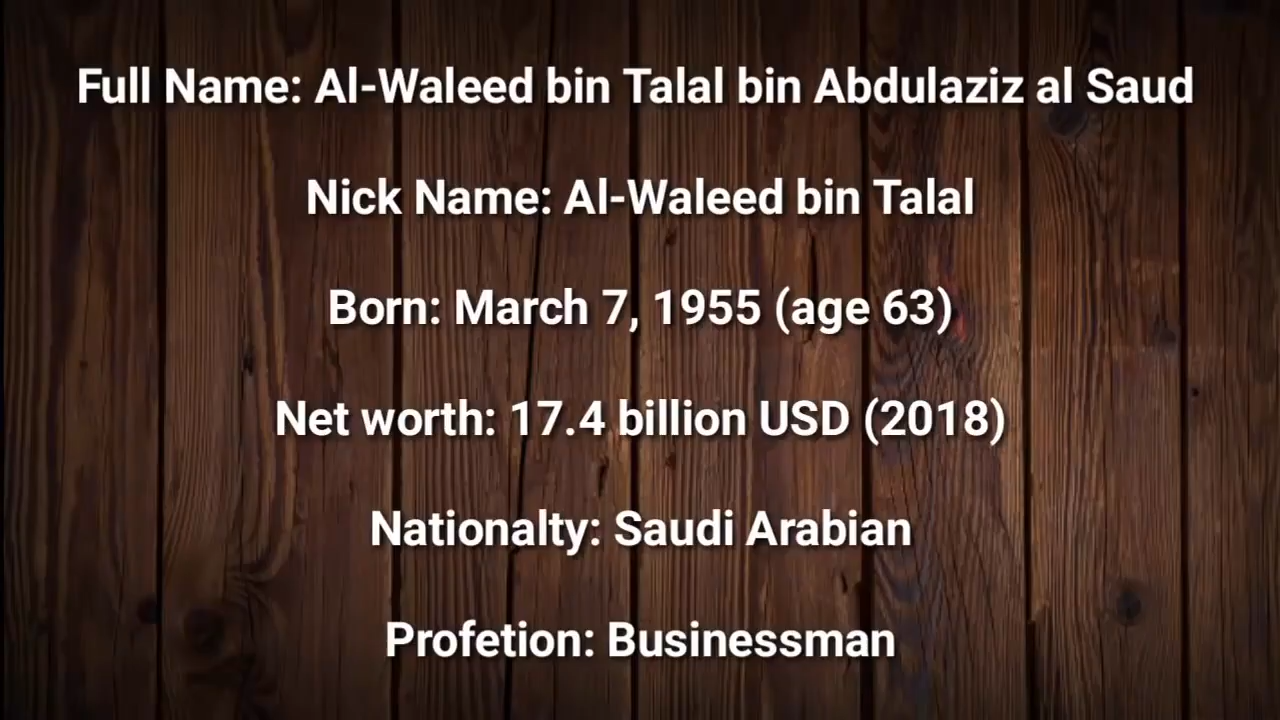 Full Name: Al-Waleed bin Talal bin Abdulaziz al Saud
Nick Name: Al-Waleed bin Talal
Born: March 7, 1955 (age 63)
Net worth: 17.4 billion USD (2018)
Nationalty: Saudi Arabian
Profetion: Businessman